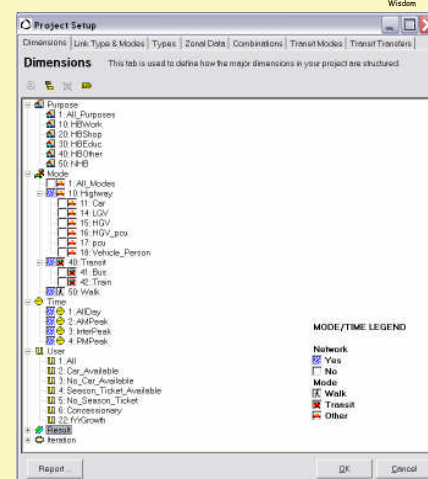 Wisdom
Project Setup
Dimensions Link Type & Modes Types Zonal Data Combinations Transit Modes Transit Transfers
Dimensions This tab is used to define how the major dimensions in your project are structured.
Purpose
1: All_Purposes
10: HBWork
20: HBShop
30: HBEduc
40: HBOther
50: NHB
Mode
1: All_Modes
10: Highway
11: Car
14: LGV
15: HGV
16: HGV_pcu
17: pcu
18: Vehicle_Person
40: Transit
41: Bus
42: Train
50: Walk
Time
1: AllDay
2: AMPeak
3: InterPeak
4: PMPeak
User
1: All
2: Car_Available
3: No_Car_Available
4: Season_Ticket_Available
5: No_Season_Ticket
6: Concessionary
22: fYrGrowth
Result
Iteration
MODE/TIME LEGEND
Network
Yes
No
Mode
Walk
Transit
Other
Report...
OK
Cancel